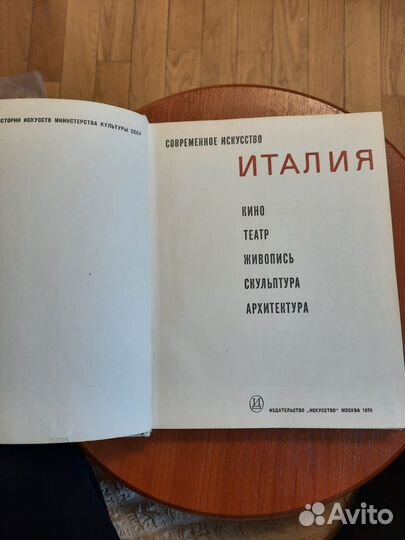 ИСТОРИИ ИСКУССТВ МИНИСТЕРСТВА КУЛЬТУРЫ СССР
СОВРЕМЕННОЕ ИСКУССТВО
ИТАЛИЯ
КИНО
ТЕАТР
ЖИВОПИСЬ
СКУЛЬПТУРА
АРХИТЕКТУРА
ИЗДАТЕЛЬСТВО „ИСКУССТВО" МОСКВА 1970
Avito